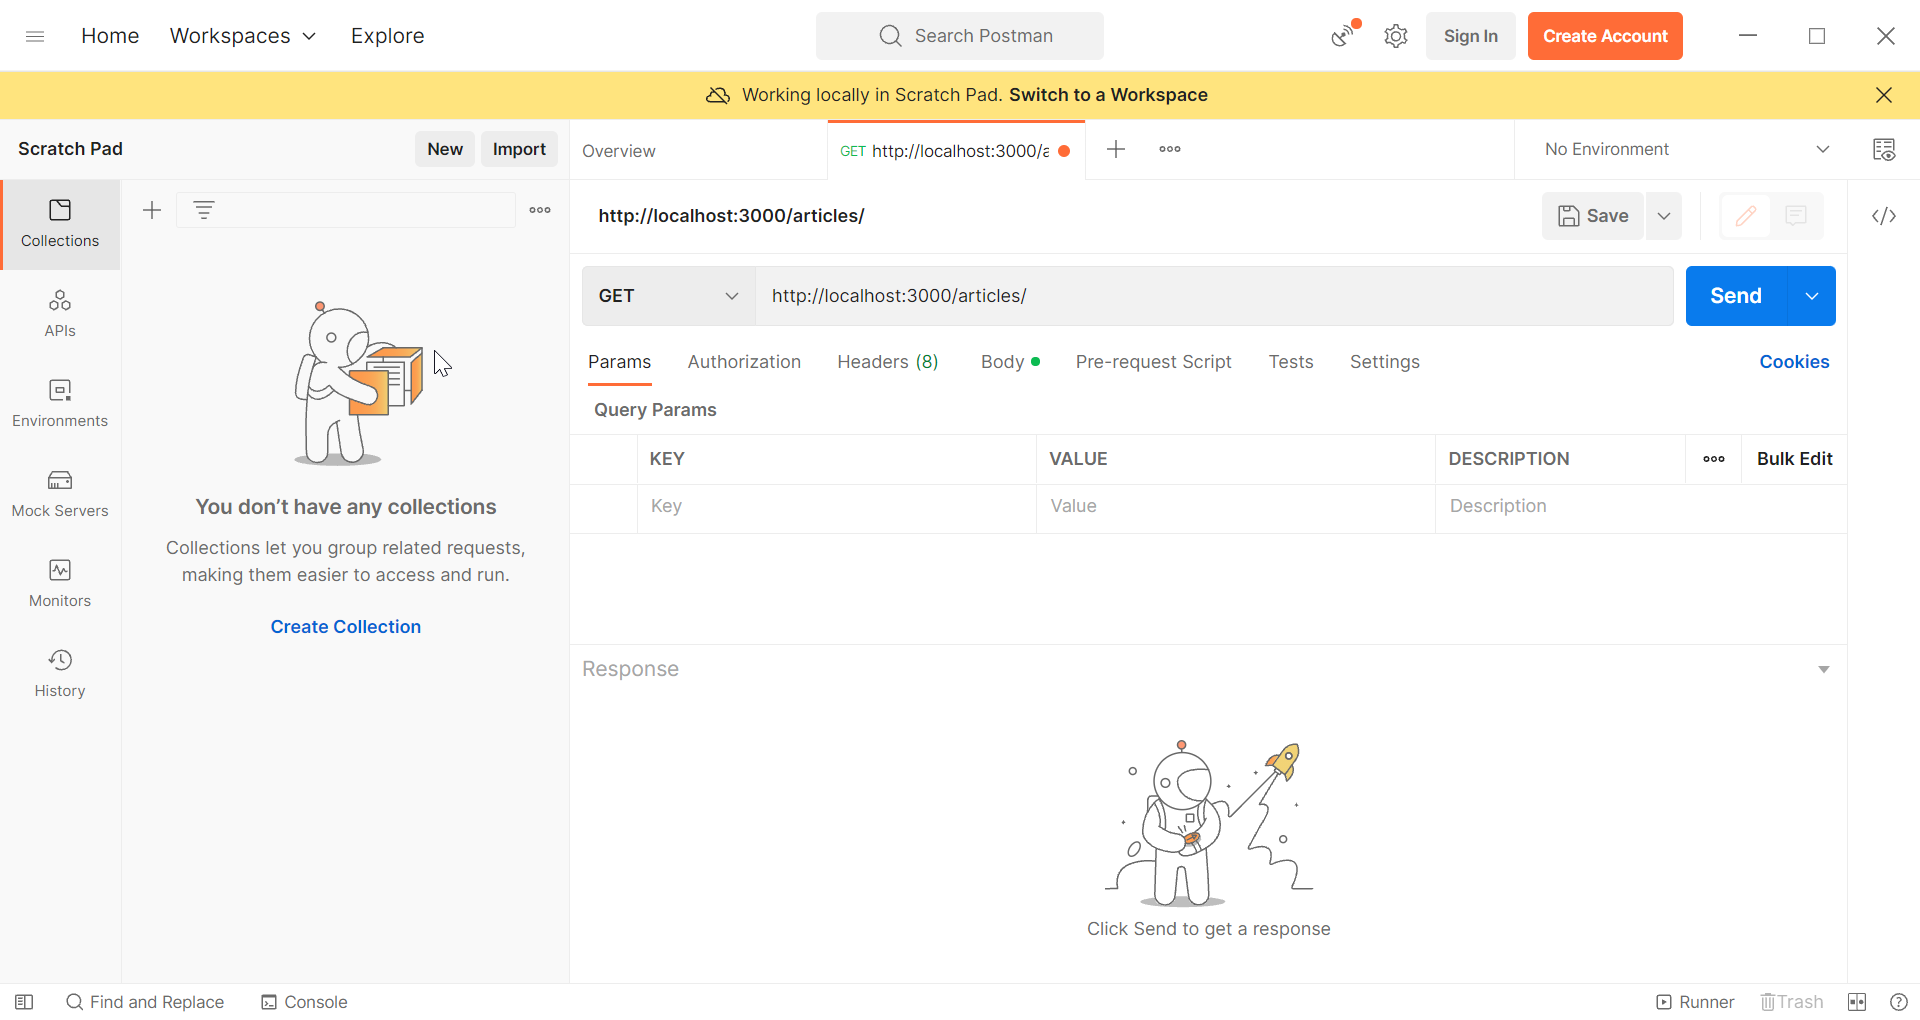 Home Workspaces Explore Search Postman Sign In Create Account
Working locally in Scratch Pad. Switch to a Workspace
Scratch Pad New Import Overview GET http://localhost:3000/a No Environment
Collections
APIs
Environments
Mock Servers
Monitors
History
You don’t have any collections
Collections let you group related requests,
making them easier to access and run.
Create Collection
http://localhost:3000/articles/ Save
GET http://localhost:3000/articles/ Send
Params Authorization Headers (8) Body Pre-request Script Tests Settings Cookies
Query Params
KEY VALUE DESCRIPTION Bulk Edit
Key Value Description
Response
Click Send to get a response
Find and Replace Console Runner Trash